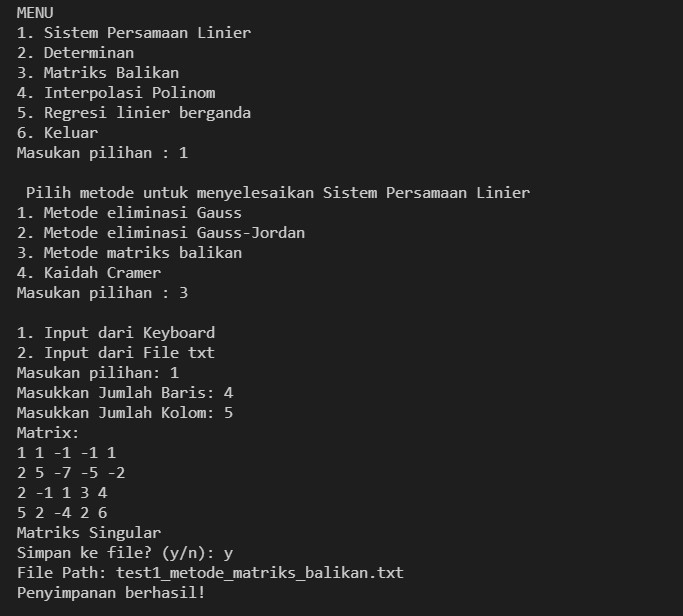 MENU
1. Sistem Persamaan Linier
2. Determinan
3. Matriks Balikan
4. Interpolasi Polinom
5. Regresi linier berganda
6. Keluar
Masukan pilihan : 1
Pilih metode untuk menyelesaikan Sistem Persamaan Linier
1. Metode eliminasi Gauss
2. Metode eliminasi Gauss-Jordan
3. Metode matriks balikan
4. Kaidah Cramer
Masukan pilihan : 3
1. Input dari Keyboard
2. Input dari File txt
Masukan pilihan: 1
Masukkan Jumlah Baris: 4
Masukkan Jumlah Kolom: 5
Matrix:
1 1 -1 -1 1
2 5 -7 -5 -2
2 -1 1 3 4
5 2 -4 2 6
Matriks Singular
Simpan ke file? (y/n): y
File Path: test1_metode_matriks_balikan.txt
Penyimpanan berhasil!